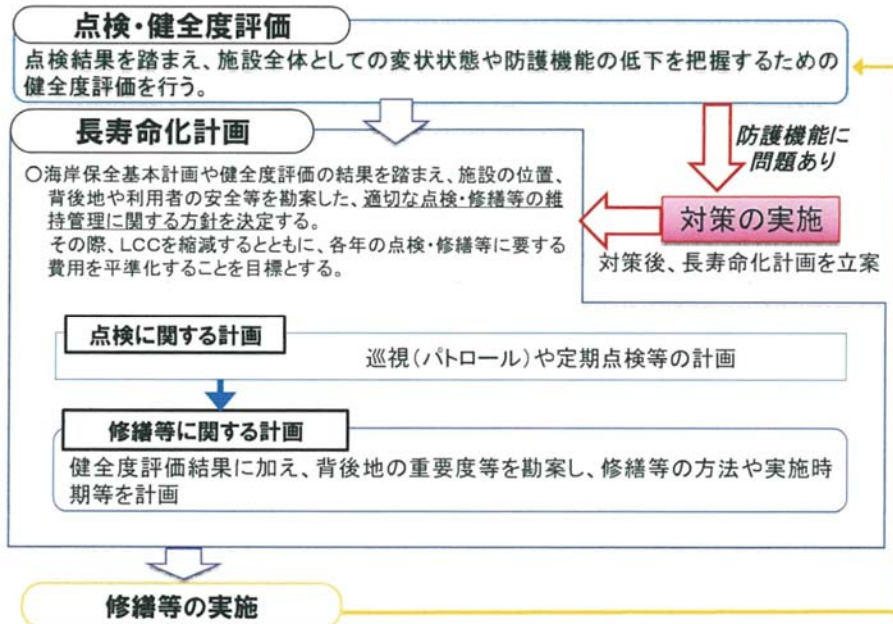 点検・健全度評価
点検結果を踏まえ、施設全体としての変状状態や防護機能の低下を把握するための
健全度評価を行う。
防護機能に
問題あり
対策の実施
対策後、長寿命化計画を立案
長寿命化計画
○海岸保全基本計画や健全度評価の結果を踏まえ、施設の位置、
背後地や利用者の安全等を勘案した、適切な点検・修繕等の維
持管理に関する方針を決定する。
その際、LCCを縮減するとともに、各年の点検・修繕等に要する
費用を平準化することを目標とする。
点検に関する計画
巡視(パトロール)や定期点検等の計画
修繕等に関する計画
健全度評価結果に加え、背後地の重要度等を勘案し、修繕等の方法や実施時
期等を計画
修繕等の実施